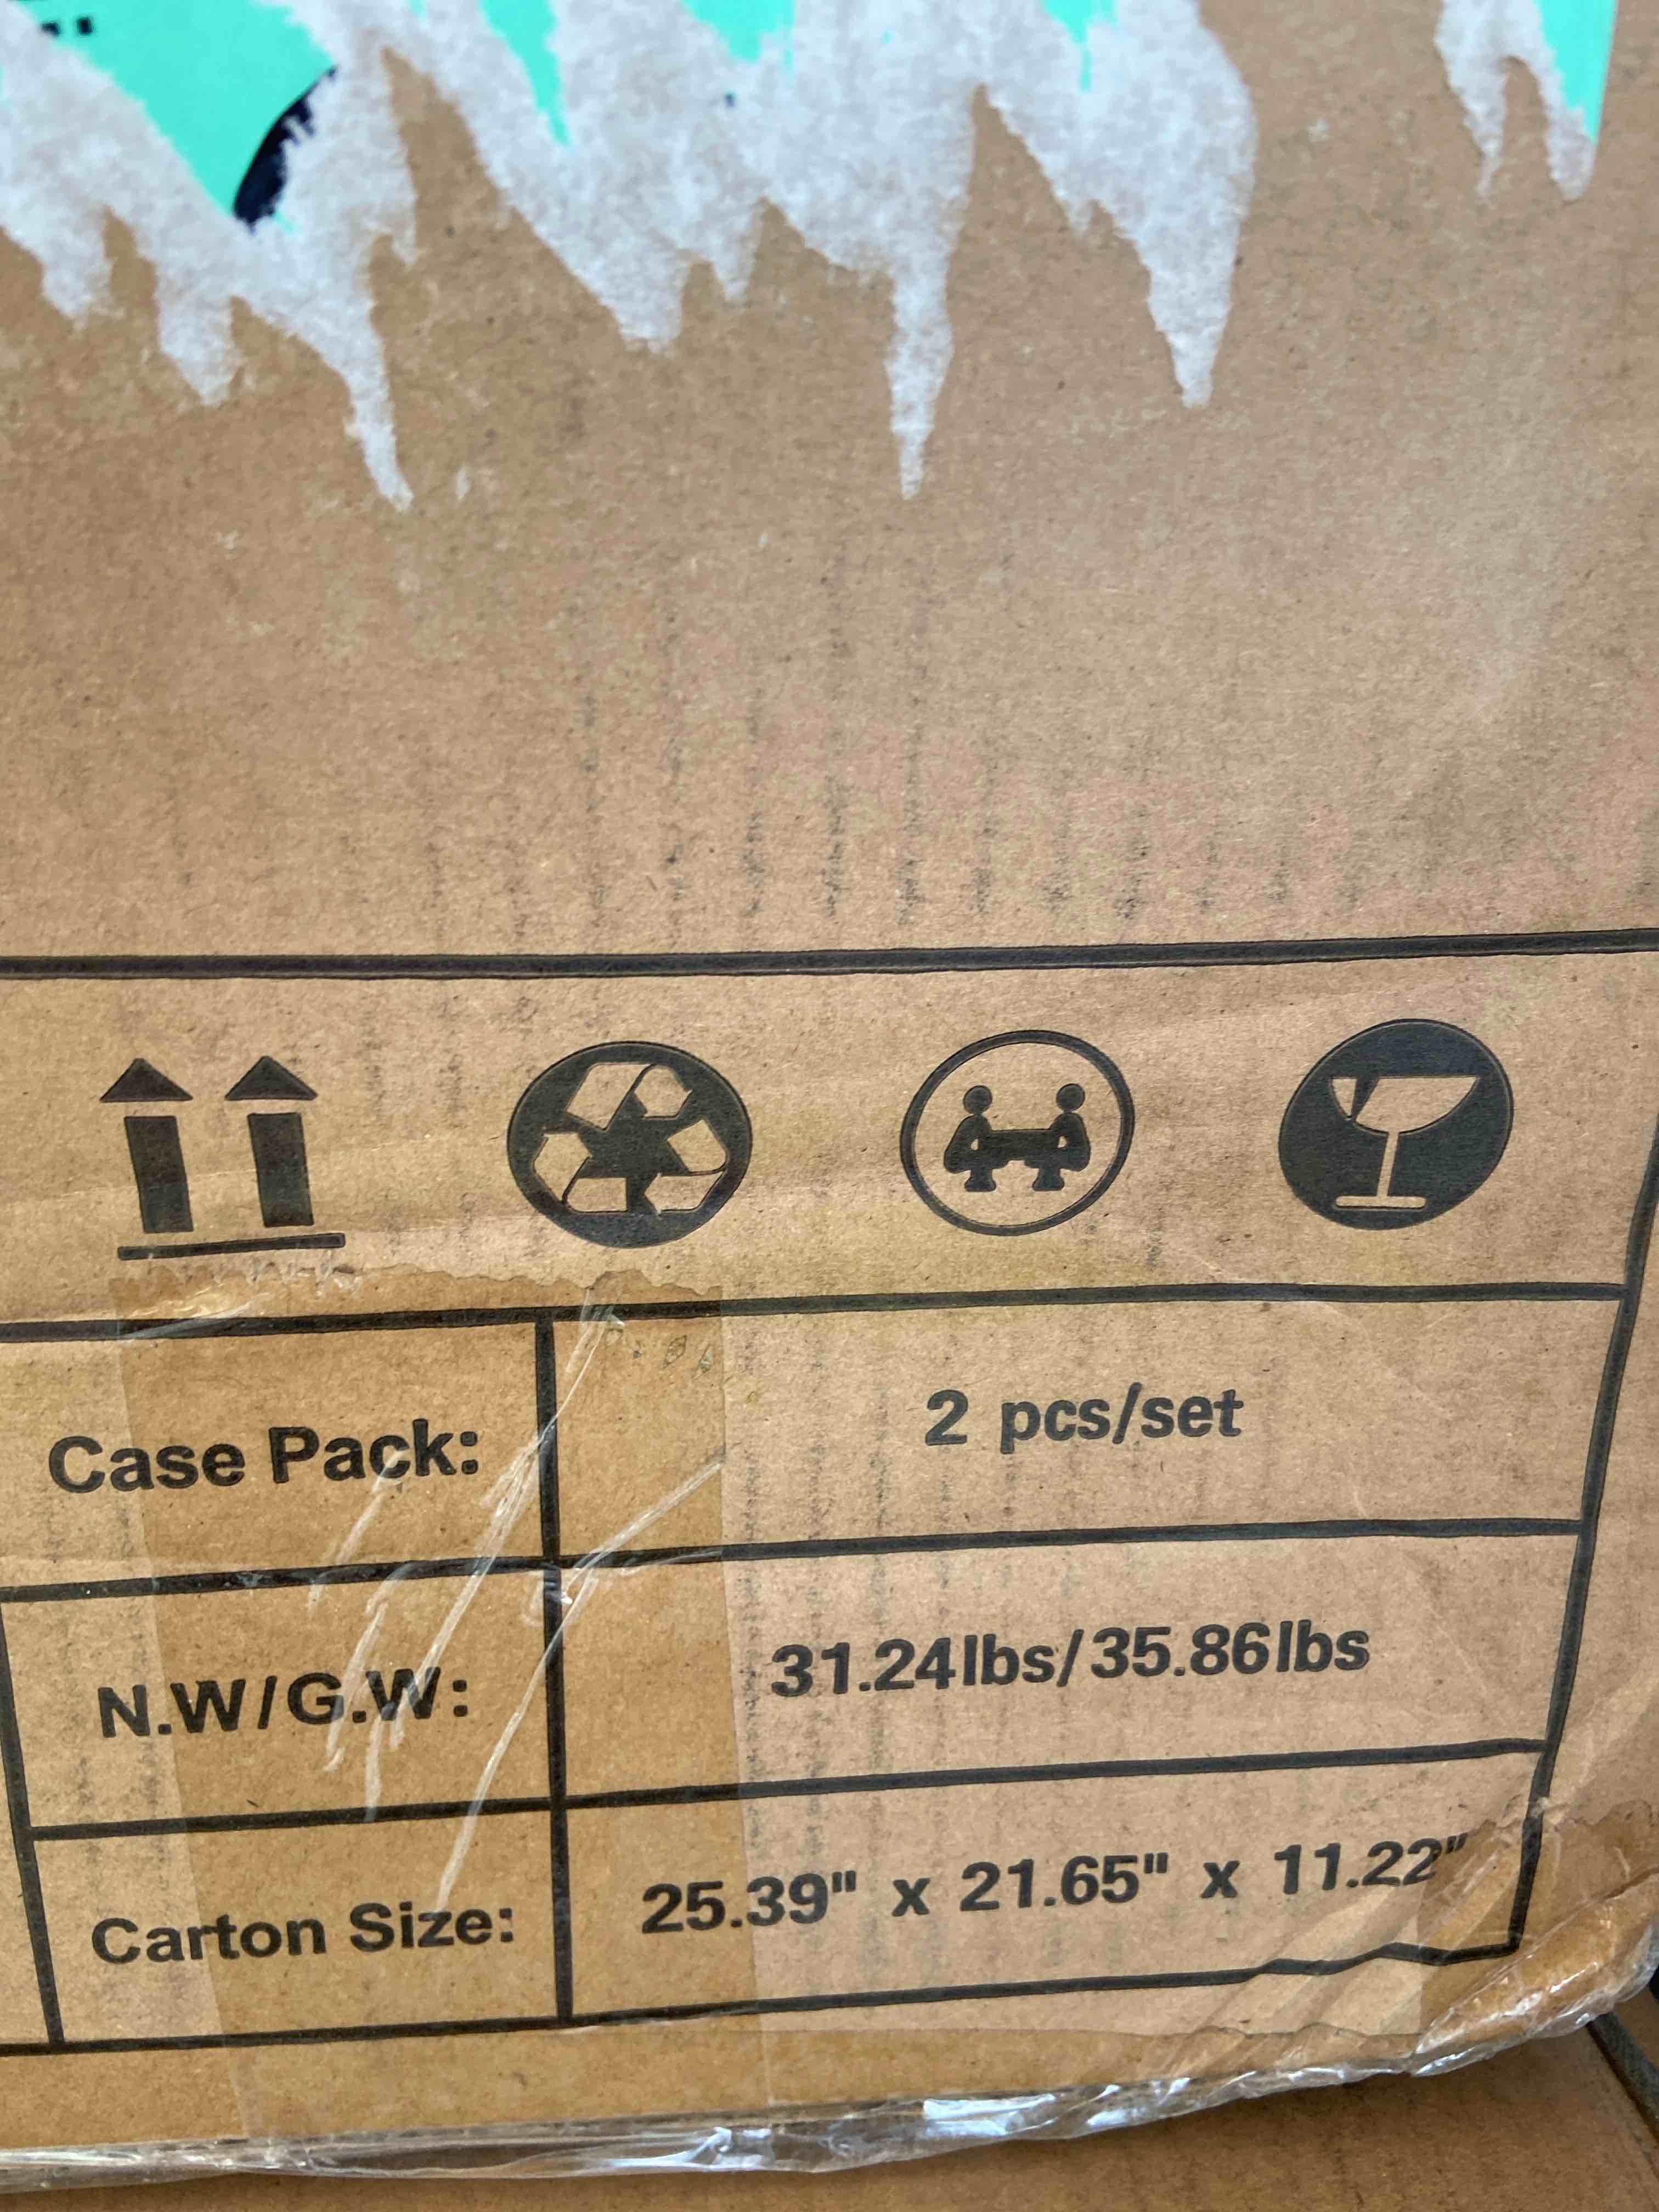 Case Pack: 2 pcs/set
N.W/G.W: 31.24lbs/35.86lbs
Carton Size: 25.39" x 21.65" x 11.22"